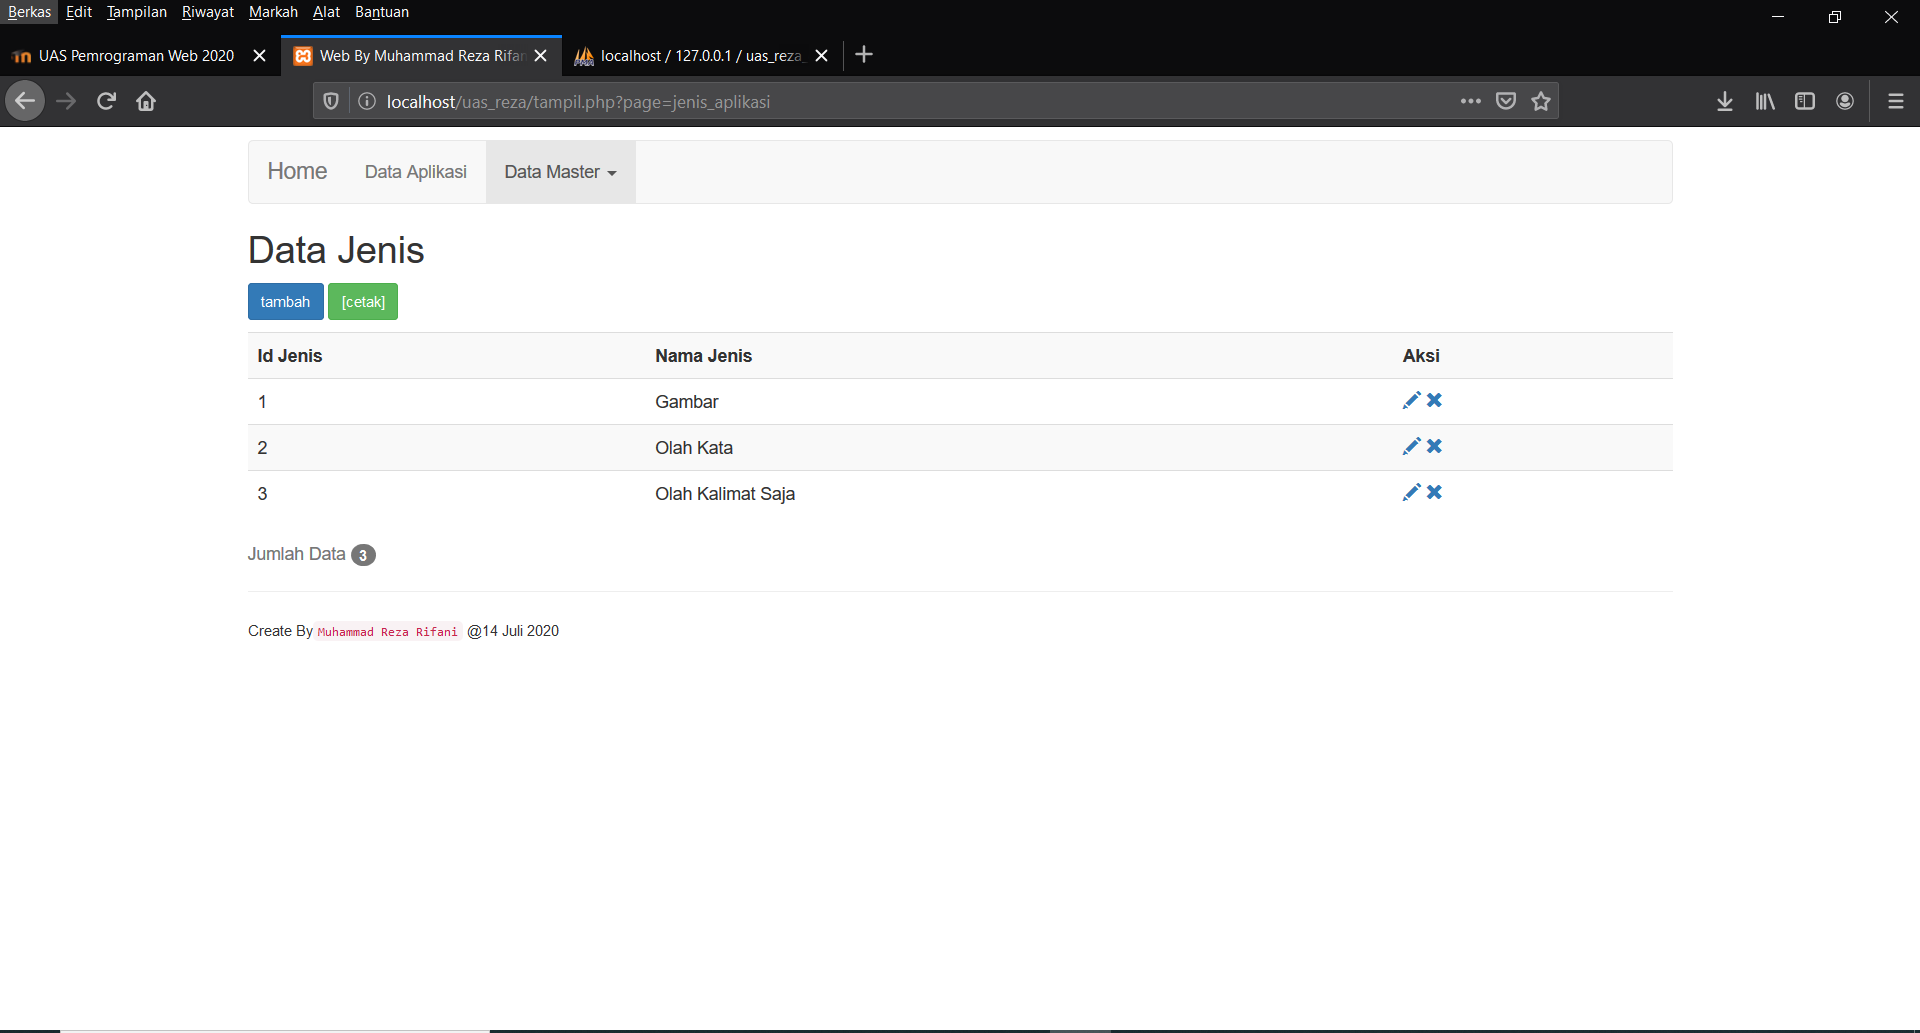 Berkas Edit Tampilan Riwayat Markah Alat Bantuan
UAS Pemrograman Web 2020 Web By Muhammad Reza Rifan localhost / 127.0.0.1 / uas_reza_
localhost/uas_reza/tampil.php?page=jenis_aplikasi
Home Data Aplikasi Data Master
Data Jenis
tambah [cetak]
Id Jenis Nama Jenis Aksi
1 Gambar
2 Olah Kata
3 Olah Kalimat Saja
Jumlah Data 3
Create By Muhammad Reza Rifani @14 Juli 2020